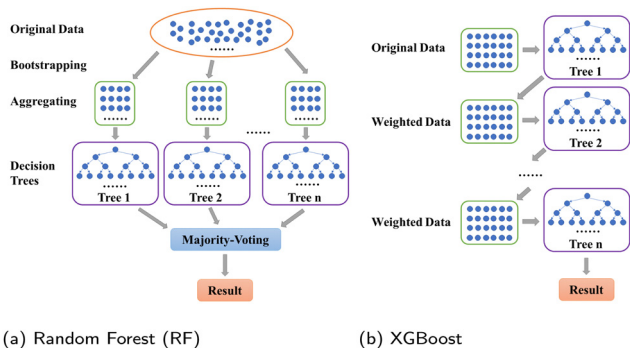 Original Data
......
Bootstrapping
Aggregating
...... ...... ......
......
Decision
Trees
...... ...... ......
Tree 1 Tree 2 Tree n
Majority-Voting
Result
(a) Random Forest (RF)
Original Data
......
Tree 1
Weighted Data
......
Tree 2
......
Weighted Data
......
Tree n
Result
(b) XGBoost